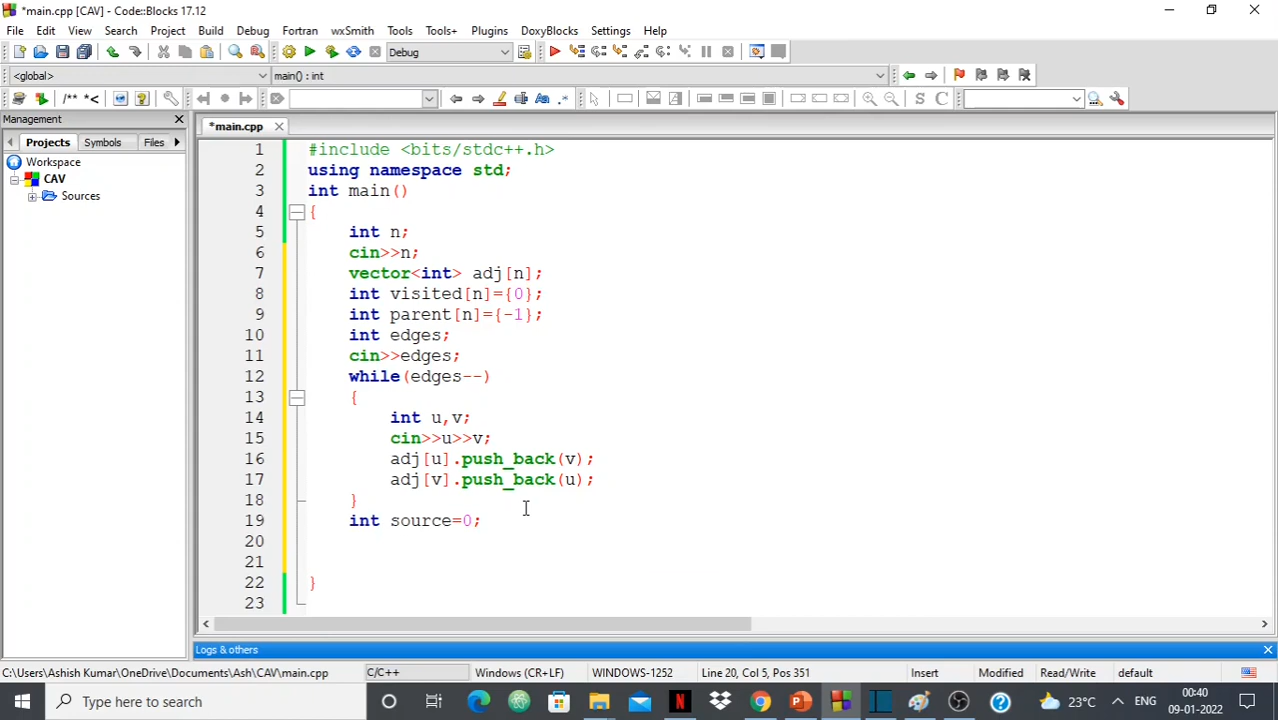 *main.cpp [CAV] - Code::Blocks 17.12
File Edit View Search Project Build Debug Fortran wxSmith Tools Tools+ Plugins DoxyBlocks Settings Help
Debug
<global> main() : int
/** *< Aa .* S C
Management
Projects Symbols Files
*main.cpp
Workspace
CAV
Sources
1 #include <bits/stdc++.h>
2 using namespace std;
3 int main()
4 {
5 int n;
6 cin>>n;
7 vector<int> adj[n];
8 int visited[n]={0};
9 int parent[n]={-1};
10 int edges;
11 cin>>edges;
12 while(edges--)
13 {
14 int u,v;
15 cin>>u>>v;
16 adj[u].push_back(v);
17 adj[v].push_back(u);
18 }
19 int source=0;
20
21
22 }
23
Logs & others
C:\Users\Ashish Kumar\OneDrive\Documents\Ash\CAV\main.cpp C/C++ Windows (CR+LF) WINDOWS-1252 Line 20, Col 5, Pos 351 Insert Modified Read/Write default
Type here to search 23°C ENG 00:40
09-01-2022